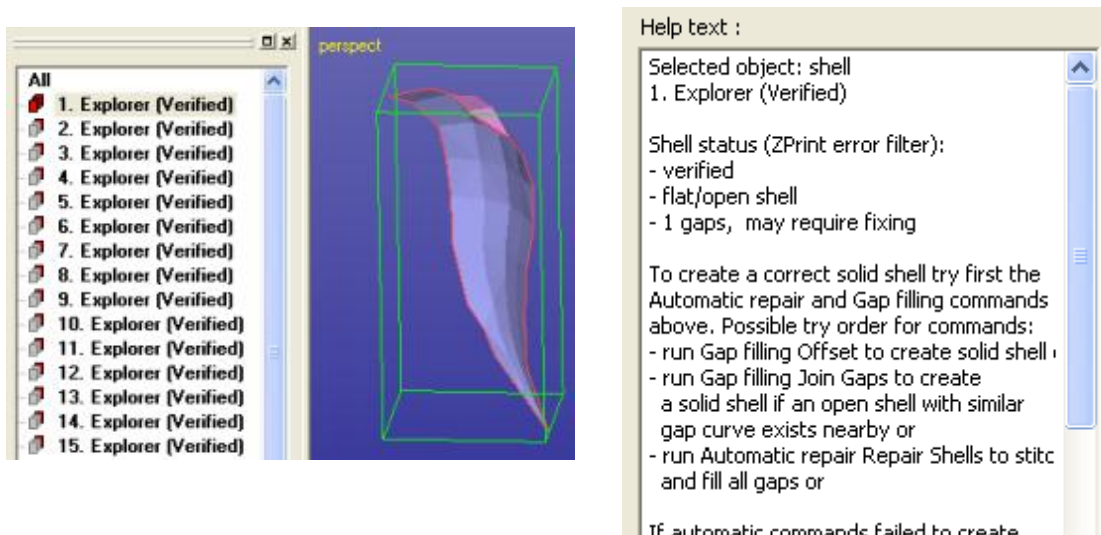 perspect
All
1. Explorer (Verified)
2. Explorer (Verified)
3. Explorer (Verified)
4. Explorer (Verified)
5. Explorer (Verified)
6. Explorer (Verified)
7. Explorer (Verified)
8. Explorer (Verified)
9. Explorer (Verified)
10. Explorer (Verified)
11. Explorer (Verified)
12. Explorer (Verified)
13. Explorer (Verified)
14. Explorer (Verified)
15. Explorer (Verified)
Help text :
Selected object: shell
1. Explorer (Verified)
Shell status (ZPrint error filter):
- verified
- flat/open shell
- 1 gaps, may require fixing
To create a correct solid shell try first the
Automatic repair and Gap filling commands
above. Possible try order for commands:
- run Gap filling Offset to create solid shell
- run Gap filling Join Gaps to create
a solid shell if an open shell with similar
gap curve exists nearby or
- run Automatic repair Repair Shells to stitc
and fill all gaps or
If automatic commands failed to create